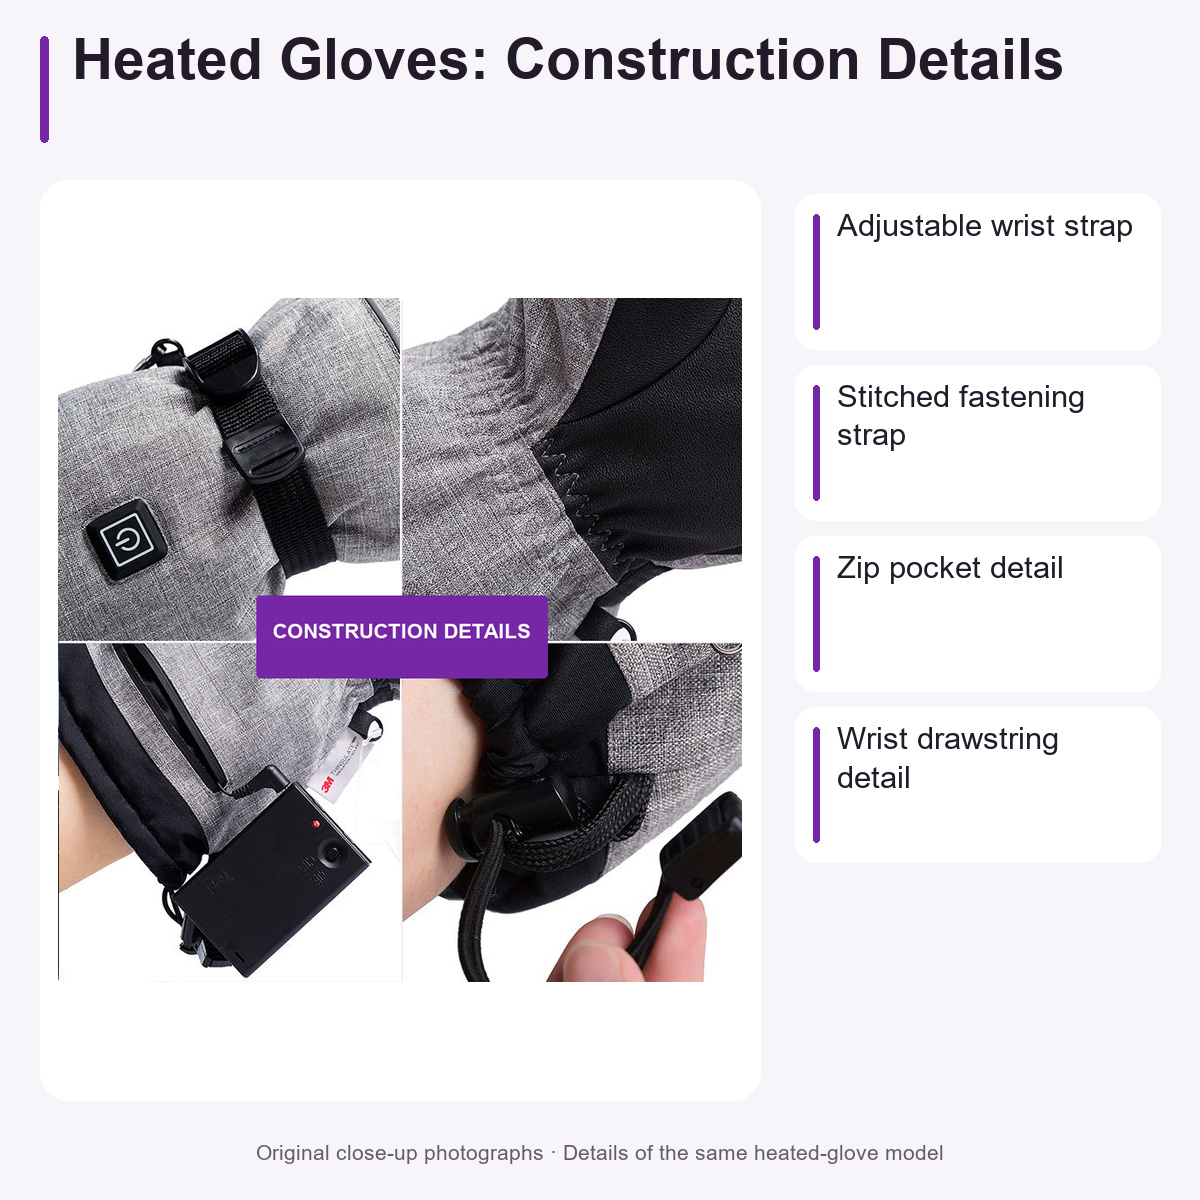 Heated Gloves: Construction Details
CONSTRUCTION DETAILS
3M
Adjustable wrist strap
Stitched fastening
strap
Zip pocket detail
Wrist drawstring
detail
Original close-up photographs · Details of the same heated-glove model